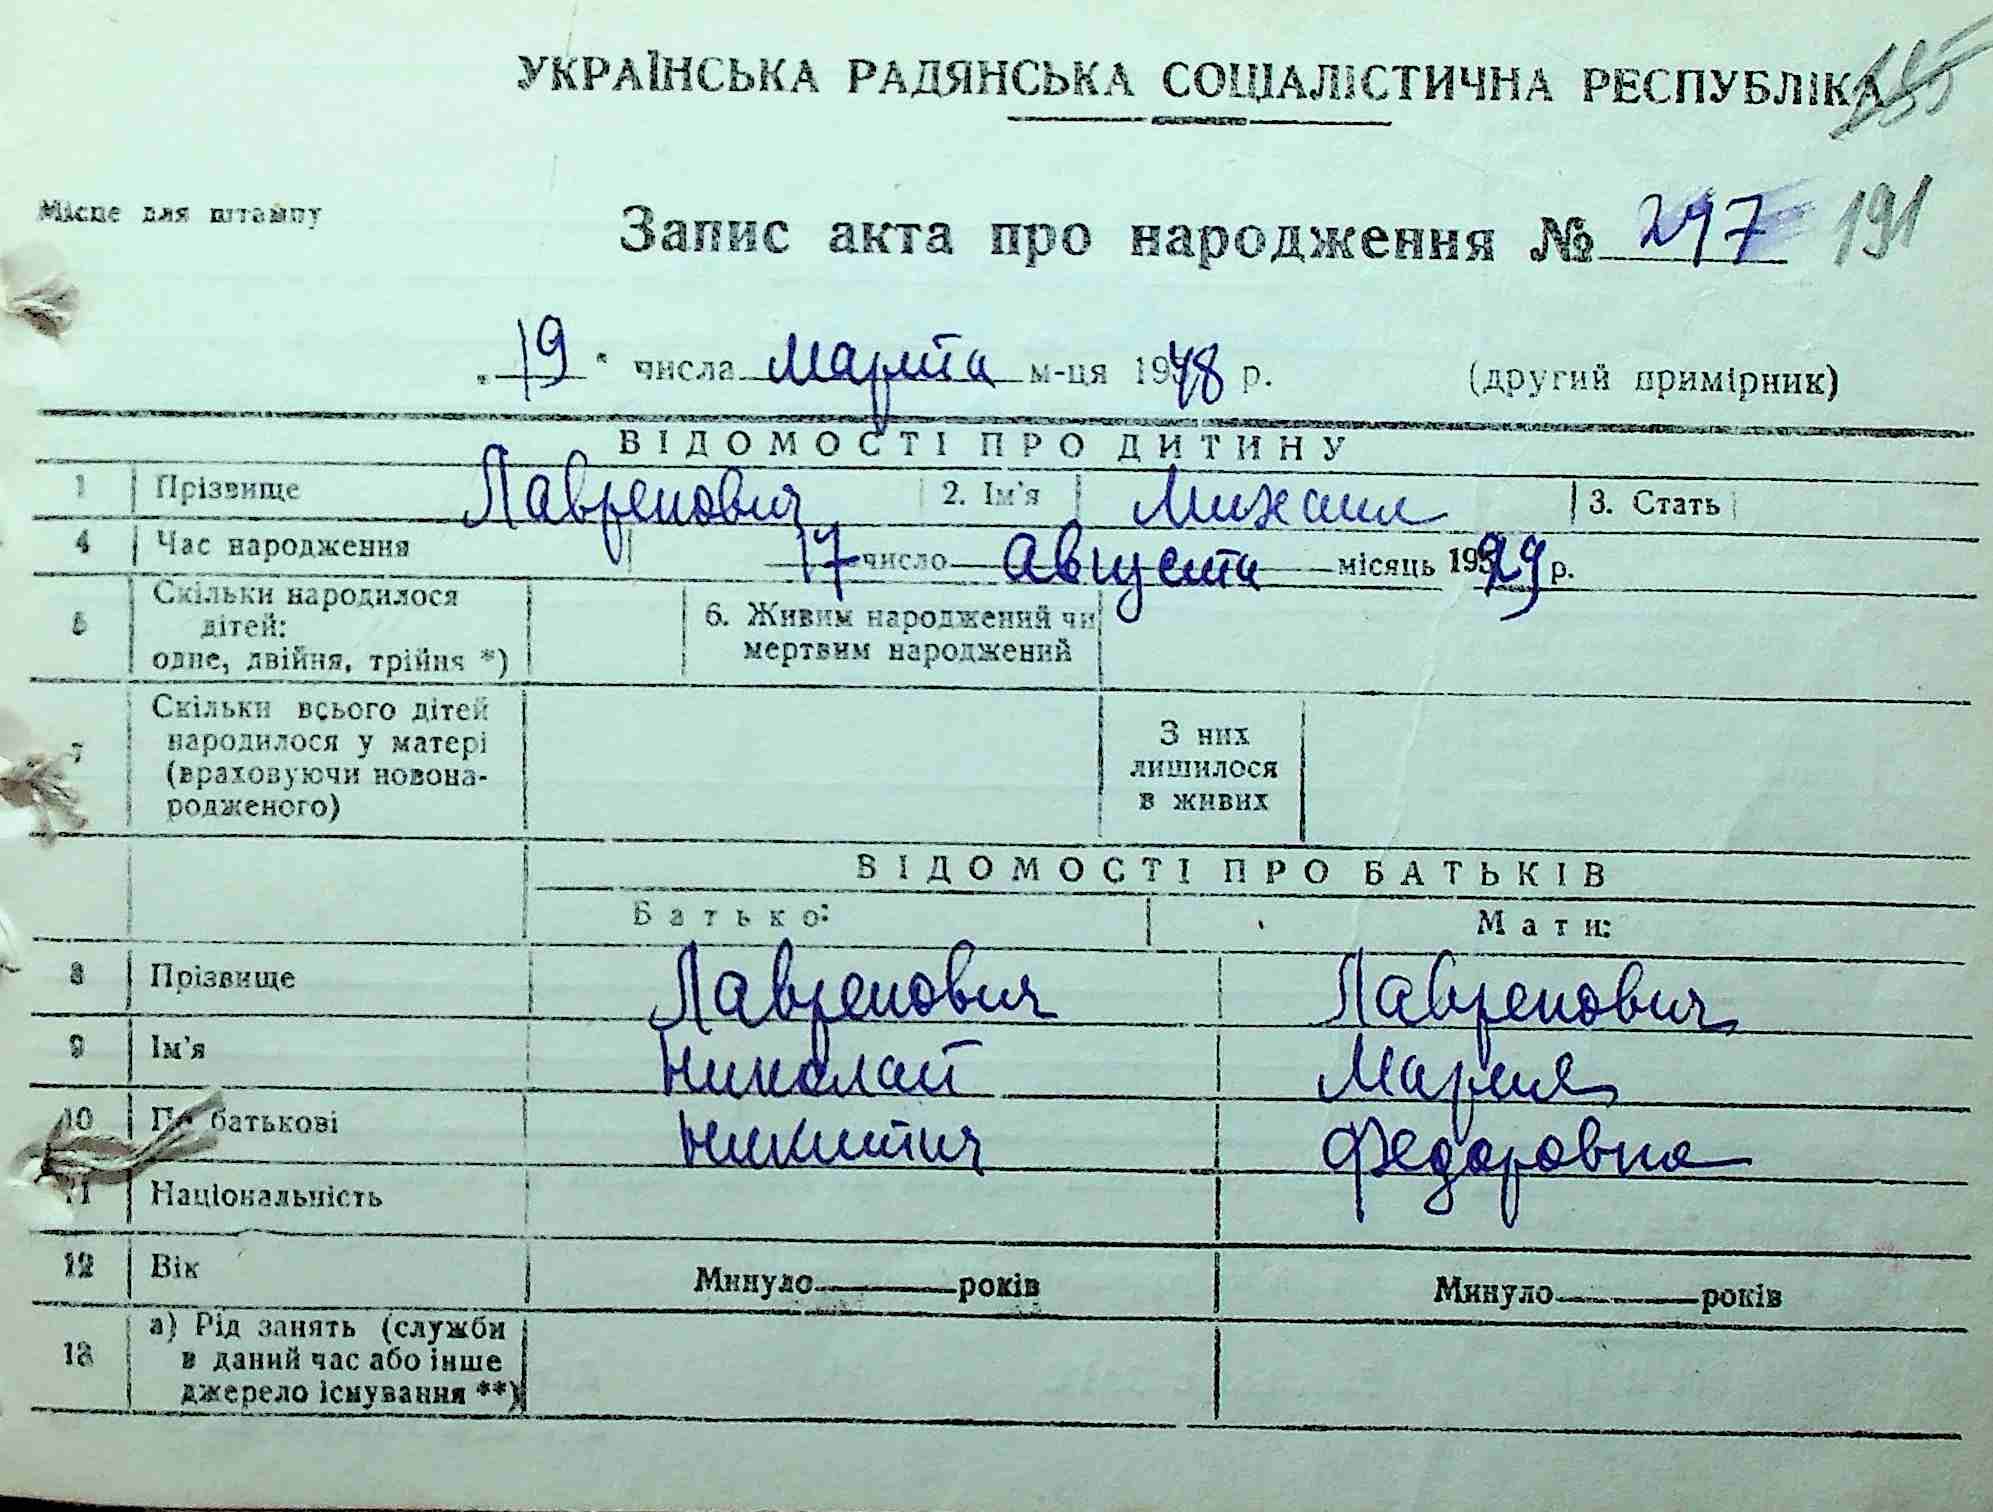 УКРАЇНСЬКА РАДЯНСЬКА СОЦІАЛІСТИЧНА РЕСПУБЛІКА
Місце для штампу
Запис акта про народження № 297 191
„19" числа марта м-ця 1948 р. (другий примірник)
ВІДОМОСТІ ПРО ДИТИНУ
1 Прізвище Лавренович 2. Ім'я Михаил 3. Стать
4 Час народження 17 число августа місяць 1929 р.
5 Скільки народилося дітей: одне, двійня, трійня *) 6. Живим народжений чи мертвим народжений
7 Скільки всього дітей народилося у матері (враховуючи новона-родженого) З них лишилося в живих
ВІДОМОСТІ ПРО БАТЬКІВ
Батько: Мати:
8 Прізвище Лавренович Лавренович
9 Ім'я Николай Мария
10 По батькові Никитич Федоровна
11 Національність
12 Вік Минуло років Минуло років
13 а) Рід занять (служби в даний час або інше джерело існування **)